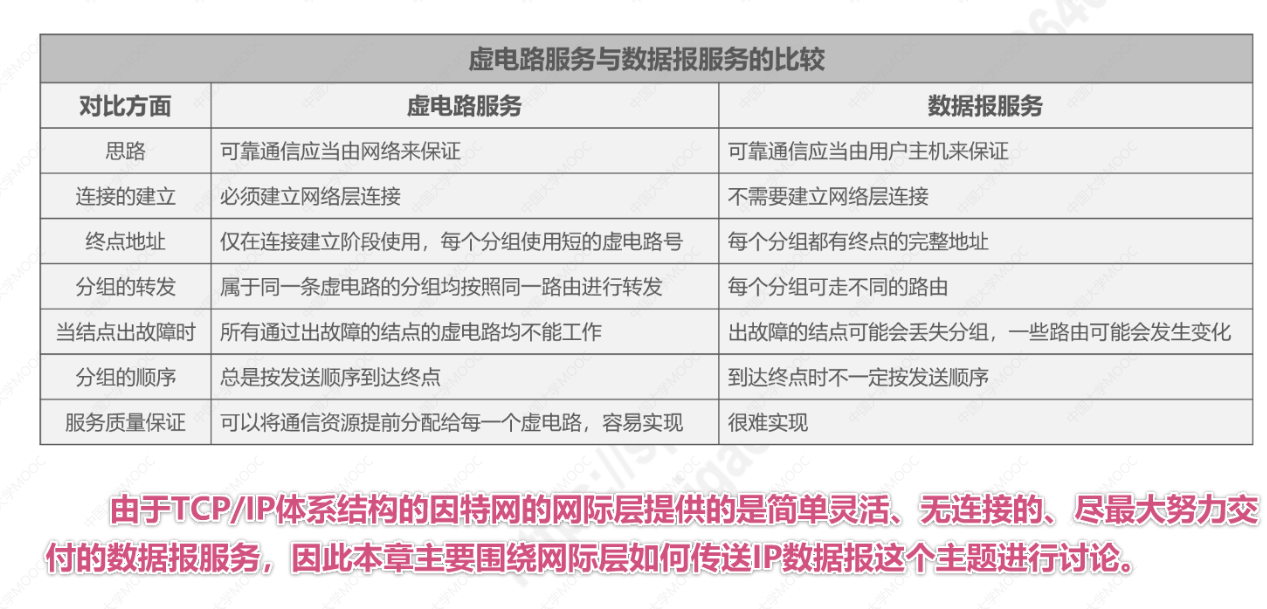 虚电路服务与数据报服务的比较
对比方面 虚电路服务 数据报服务
思路 可靠通信应当由网络来保证 可靠通信应当由用户主机来保证
连接的建立 必须建立网络层连接 不需要建立网络层连接
终点地址 仅在连接建立阶段使用，每个分组使用短的虚电路号 每个分组都有终点的完整地址
分组的转发 属于同一条虚电路的分组均按照同一路由进行转发 每个分组可走不同的路由
当结点出故障时 所有通过出故障的结点的虚电路均不能工作 出故障的结点可能会丢失分组，一些路由可能会发生变化
分组的顺序 总是按发送顺序到达终点 到达终点时不一定按发送顺序
服务质量保证 可以将通信资源提前分配给每一个虚电路，容易实现 很难实现
由于TCP/IP体系结构的因特网的网际层提供的是简单灵活、无连接的、尽最大努力交
付的数据报服务，因此本章主要围绕网际层如何传送IP数据报这个主题进行讨论。